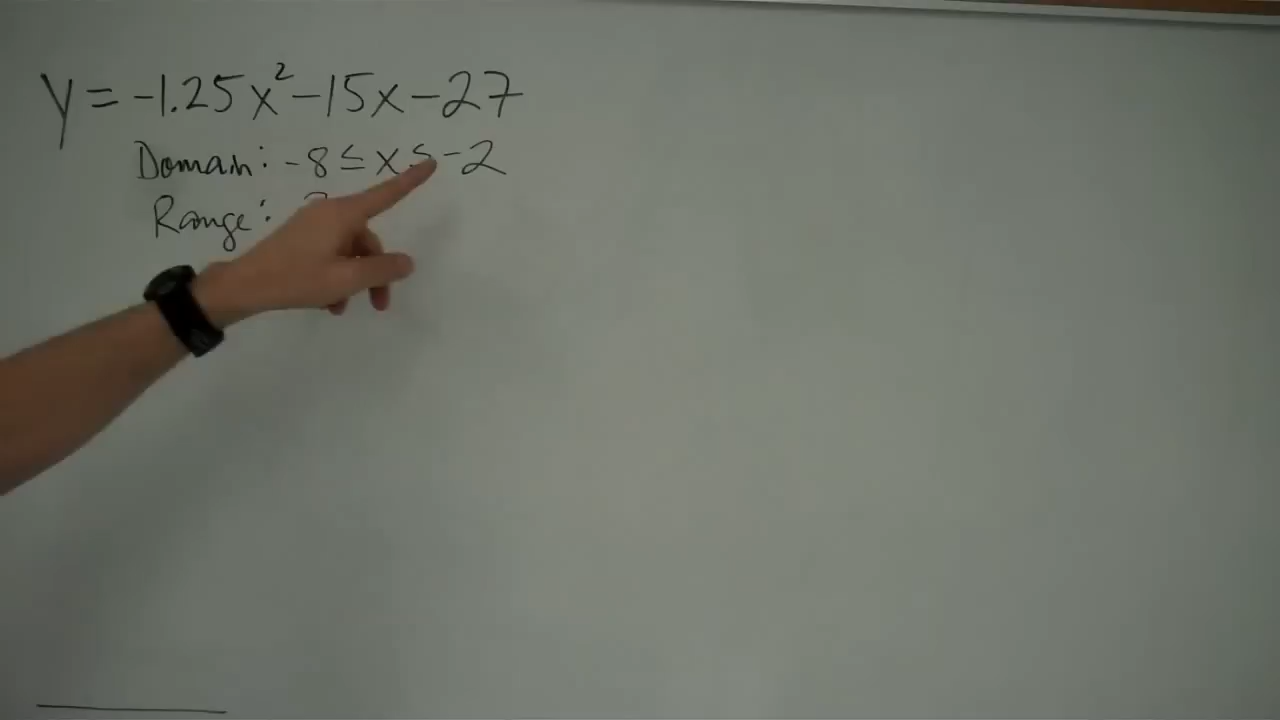 y = -1.25x² - 15x - 27
Domain: -8 ≤ x ≤ -2
Range: